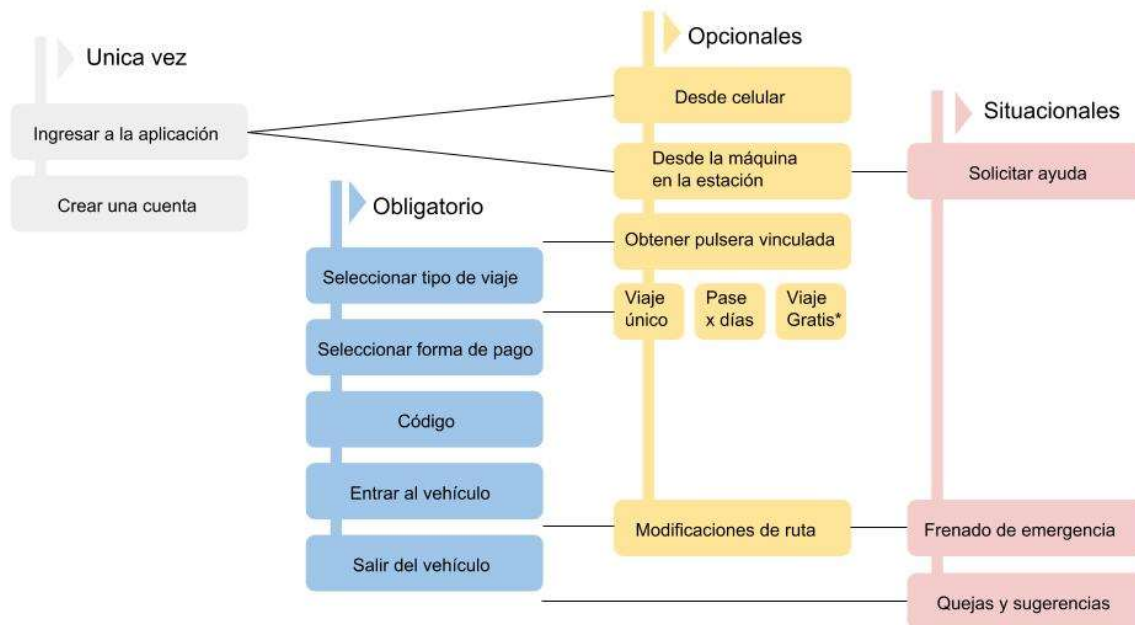 Unica vez
Ingresar a la aplicación
Crear una cuenta
Obligatorio
Seleccionar tipo de viaje
Seleccionar forma de pago
Código
Entrar al vehículo
Salir del vehículo
Opcionales
Desde celular
Desde la máquina
en la estación
Obtener pulsera vinculada
Viaje
único
Pase
x días
Viaje
Gratis*
Modificaciones de ruta
Situacionales
Solicitar ayuda
Frenado de emergencia
Quejas y sugerencias